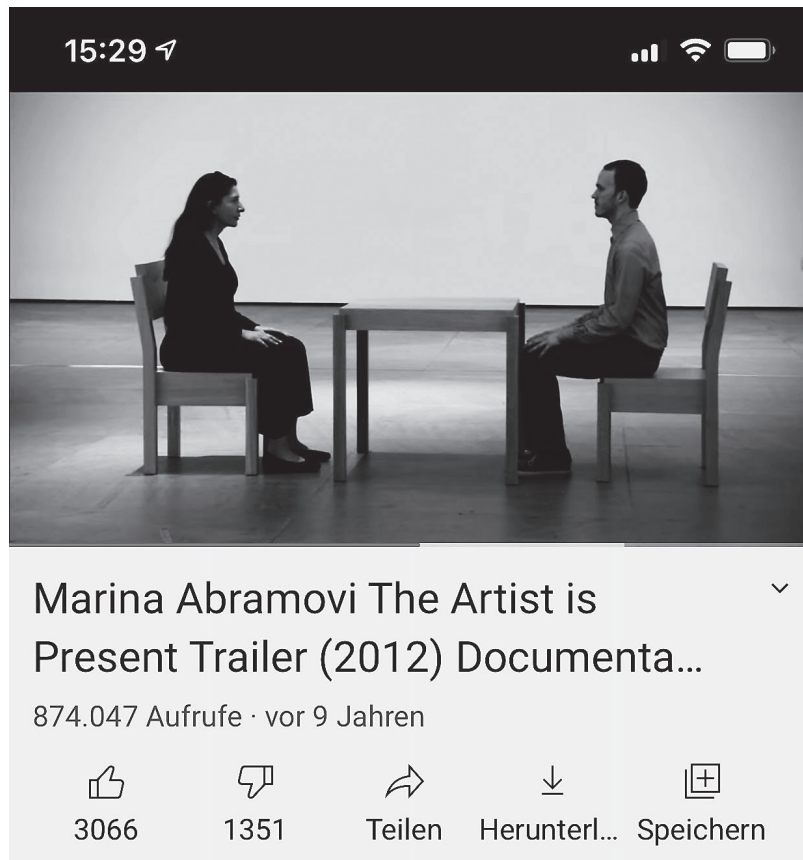 15:29
Marina Abramovi The Artist is
Present Trailer (2012) Documenta...
874.047 Aufrufe · vor 9 Jahren
3066 1351 Teilen Herunterl... Speichern